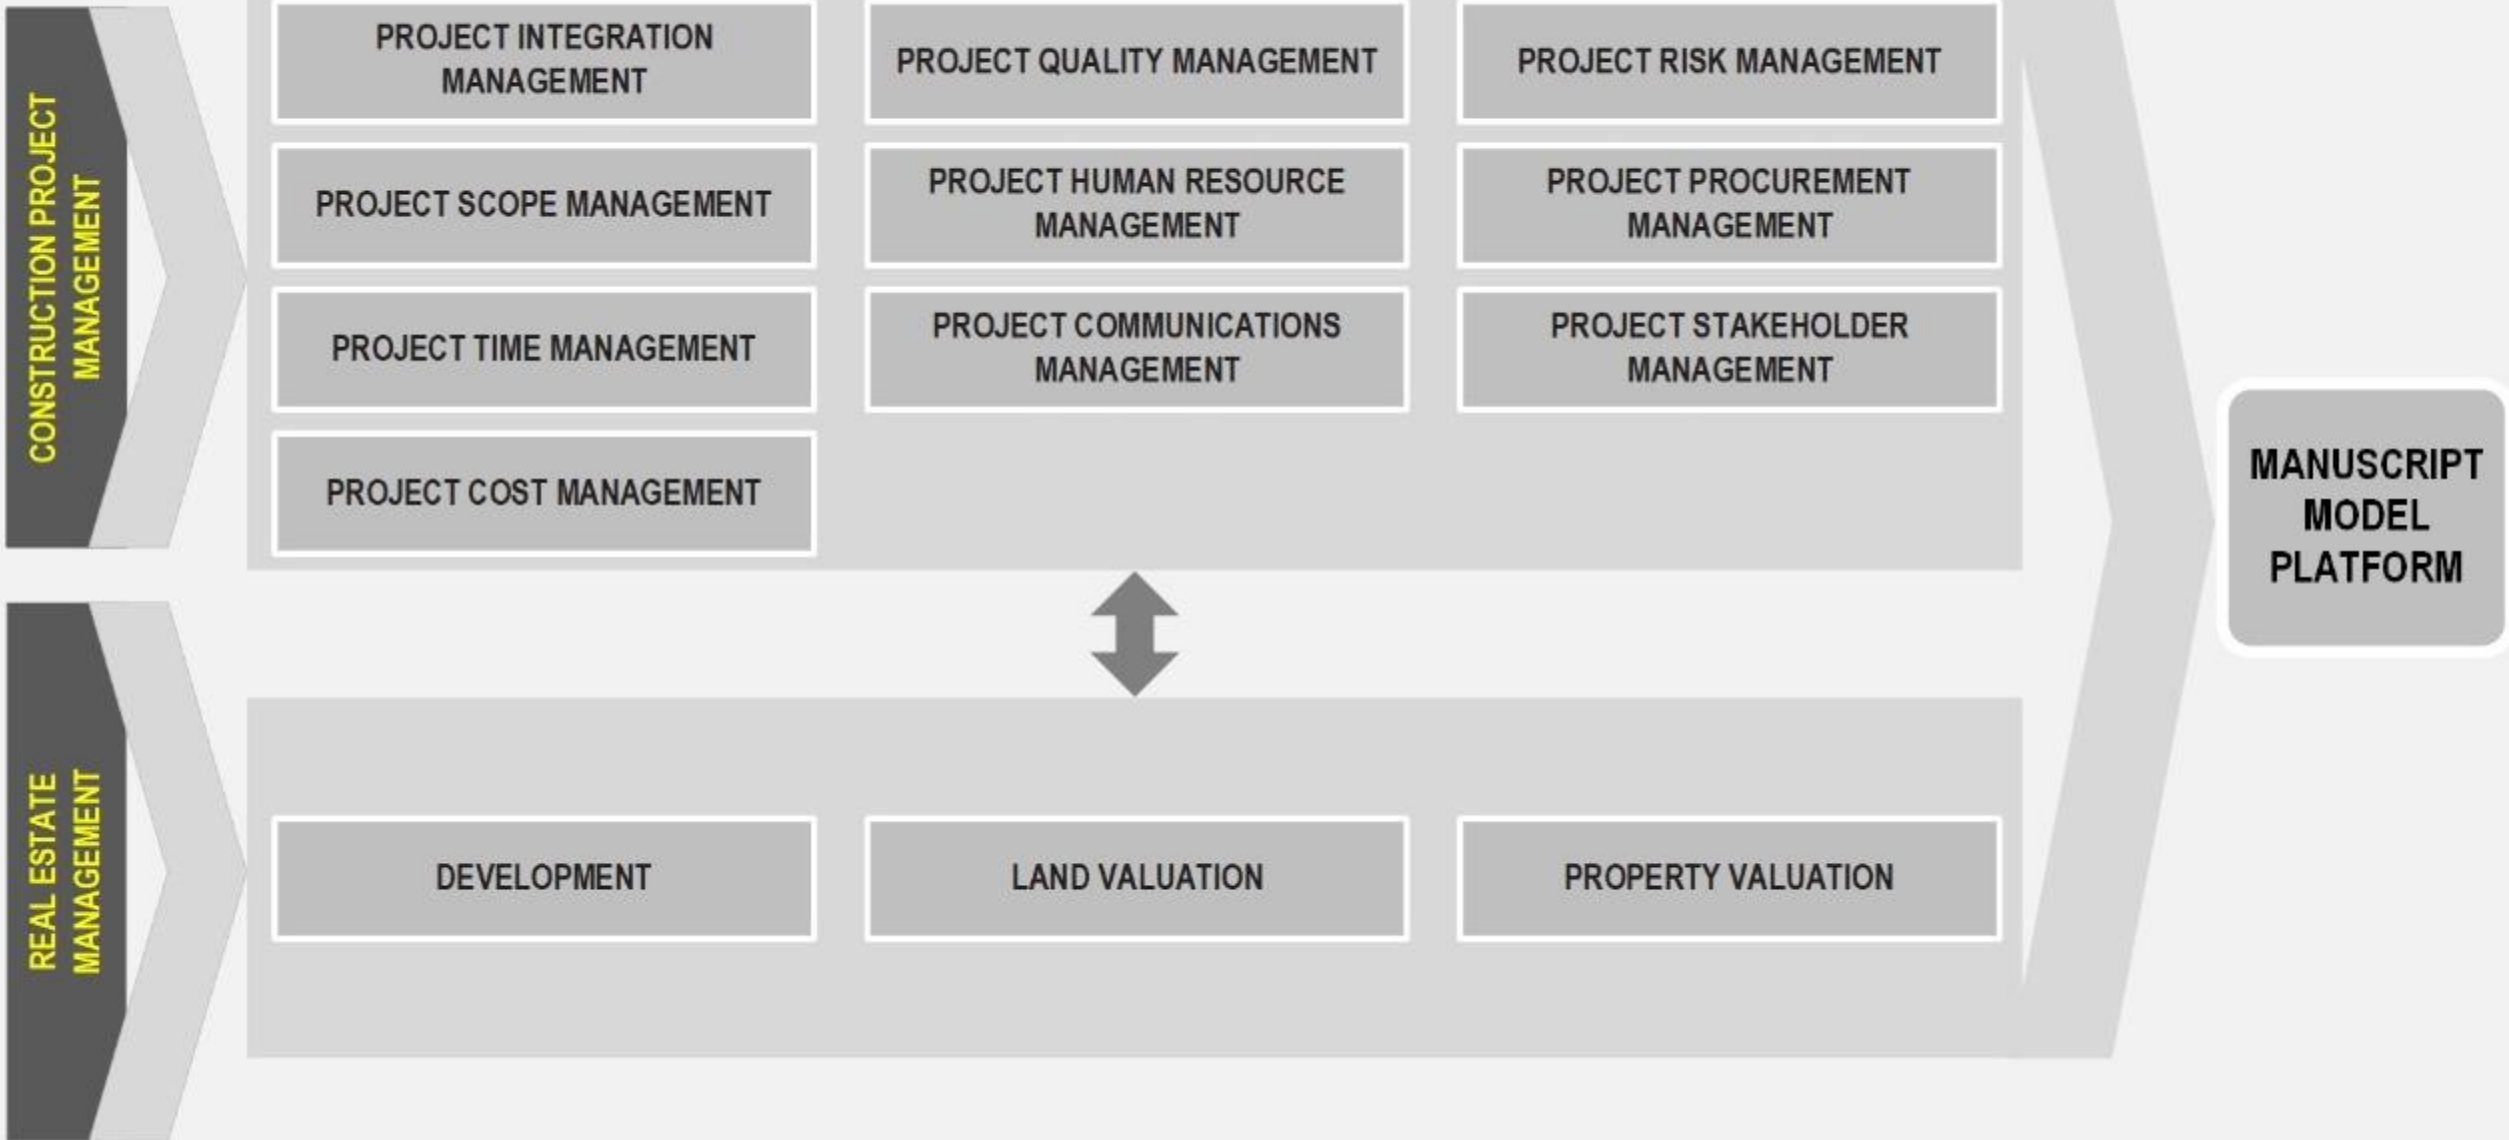 CONSTRUCTION PROJECT
MANAGEMENT
PROJECT INTEGRATION
MANAGEMENT
PROJECT SCOPE MANAGEMENT
PROJECT TIME MANAGEMENT
PROJECT COST MANAGEMENT
PROJECT QUALITY MANAGEMENT
PROJECT HUMAN RESOURCE
MANAGEMENT
PROJECT COMMUNICATIONS
MANAGEMENT
PROJECT RISK MANAGEMENT
PROJECT PROCUREMENT
MANAGEMENT
PROJECT STAKEHOLDER
MANAGEMENT
REAL ESTATE
MANAGEMENT
DEVELOPMENT
LAND VALUATION
PROPERTY VALUATION
MANUSCRIPT
MODEL
PLATFORM